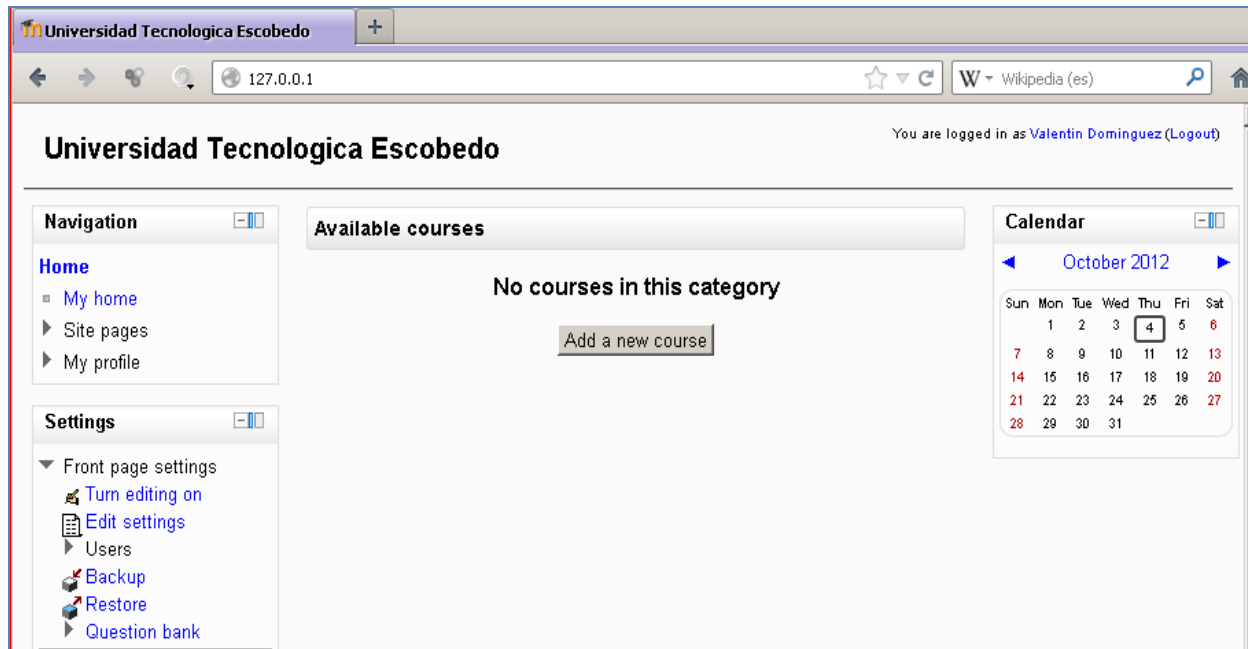 Universidad Tecnologica Escobedo
127.0.0.1
Wikipedia (es)
Universidad Tecnologica Escobedo
You are logged in as Valentin Dominguez (Logout)
Navigation
Home
My home
Site pages
My profile
Settings
Front page settings
Turn editing on
Edit settings
Users
Backup
Restore
Question bank
Available courses
No courses in this category
Add a new course
Calendar
October 2012
Sun Mon Tue Wed Thu Fri Sat
1 2 3 4 5 6
7 8 9 10 11 12 13
14 15 16 17 18 19 20
21 22 23 24 25 26 27
28 29 30 31